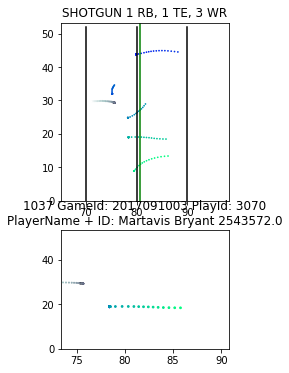 SHOTGUN 1 RB, 1 TE, 3 WR
50
40
30
20
10
0
70 80 90
1037 GameId: 2017091003 PlayId: 3070
PlayerName + ID: Martavis Bryant 2543572.0
40
20
0
75 80 85 90